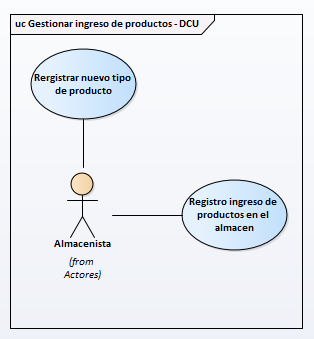 uc Gestionar ingreso de productos - DCU
Rergistrar nuevo tipo
de producto
Registro ingreso de
productos en el
almacen
Almacenista
(from
Actores)